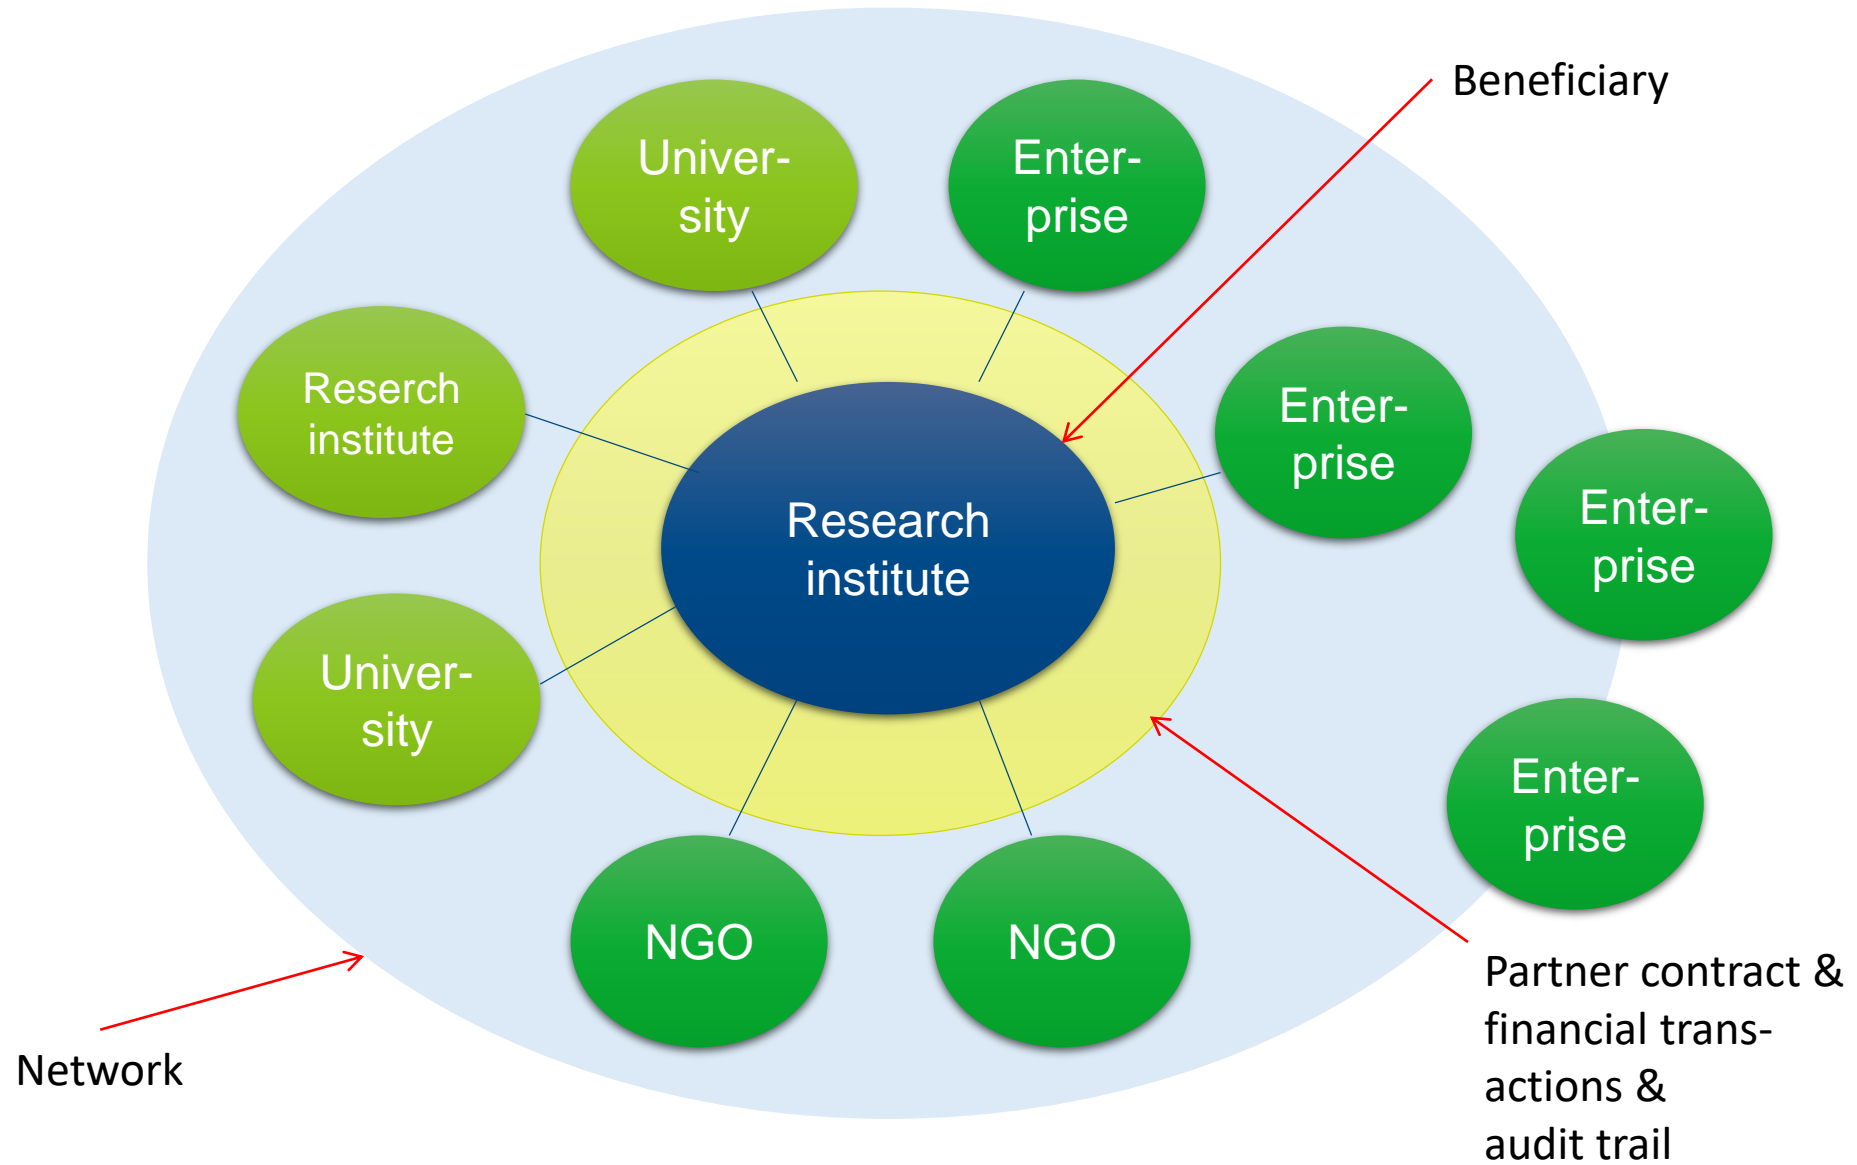 Beneficiary
Univer-
sity
Enter-
prise
Reserch
institute
Enter-
prise
Research
institute
Enter-
prise
Univer-
sity
Enter-
prise
NGO
NGO
Network
Partner contract &
financial trans-
actions &
audit trail